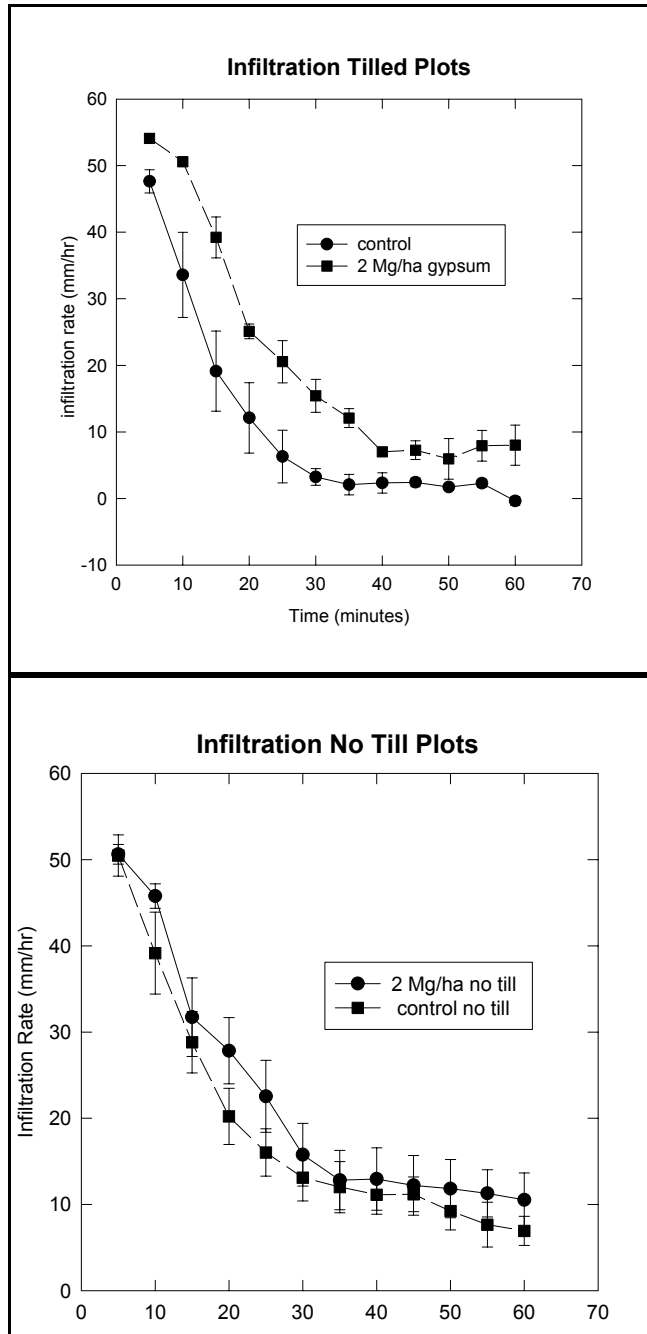 Infiltration Tilled Plots
60
50
40
30
20
10
0
-10
infiltration rate (mm/hr)
control
2 Mg/ha gypsum
0 10 20 30 40 50 60 70
Time (minutes)
Infiltration No Till Plots
60
50
40
30
20
10
0
Infiltration Rate (mm/hr)
2 Mg/ha no till
control no till
0 10 20 30 40 50 60 70